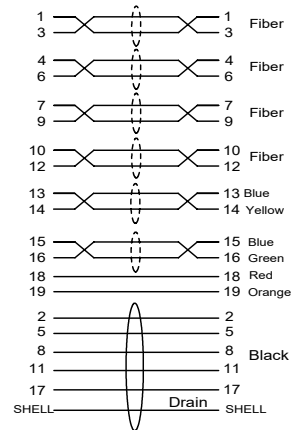 1 1
3 3 Fiber
4 4
6 6 Fiber
7 7
9 9 Fiber
10 10
12 12 Fiber
13 13 Blue
14 14 Yellow
15 15 Blue
16 16 Green
18 18 Red
19 19 Orange
2 2
5 5
8 8 Black
11 11
17 17
SHELL Drain SHELL